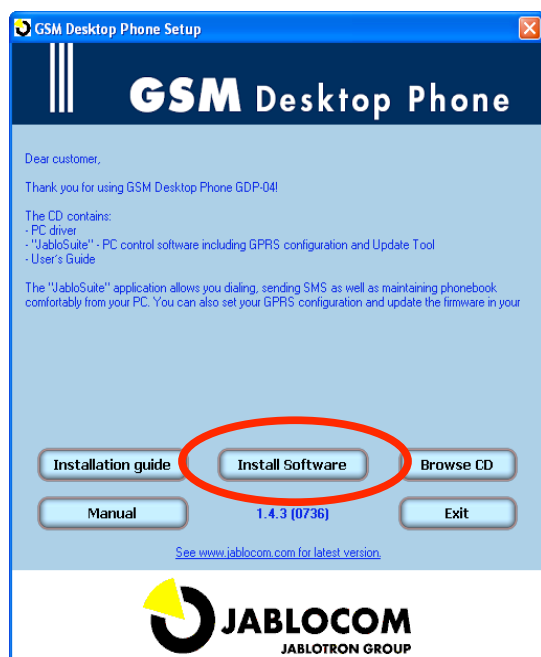 GSM Desktop Phone Setup
GSM Desktop Phone
Dear customer,
Thank you for using GSM Desktop Phone GDP-04!
The CD contains:
- PC driver
- "JabloSuite" - PC control software including GPRS configuration and Update Tool
- User's Guide
The "JabloSuite" application allows you dialing, sending SMS as well as maintaining phonebook
comfortably from your PC. You can also set your GPRS configuration and update the firmware in your
Installation guide Install Software Browse CD
Manual 1.4.3 (0736) Exit
See www.jablocom.com for latest version.
JABLOCOM
JABLOTRON GROUP